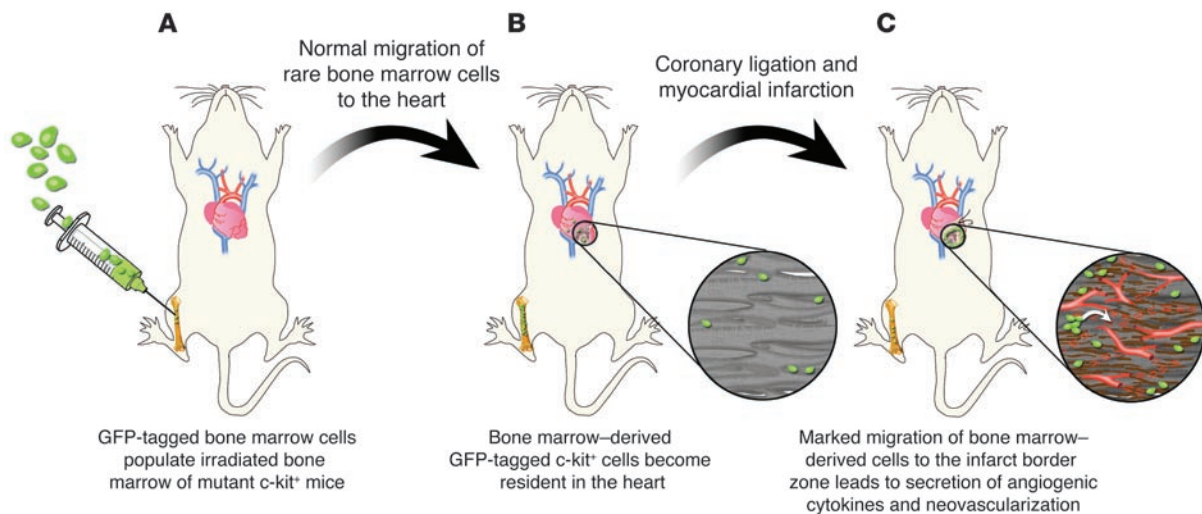 A
Normal migration of
rare bone marrow cells
to the heart
B
Coronary ligation and
myocardial infarction
C
GFP-tagged bone marrow cells
populate irradiated bone
marrow of mutant c-kit⁺ mice
Bone marrow–derived
GFP-tagged c-kit⁺ cells become
resident in the heart
Marked migration of bone marrow–
derived cells to the infarct border
zone leads to secretion of angiogenic
cytokines and neovascularization